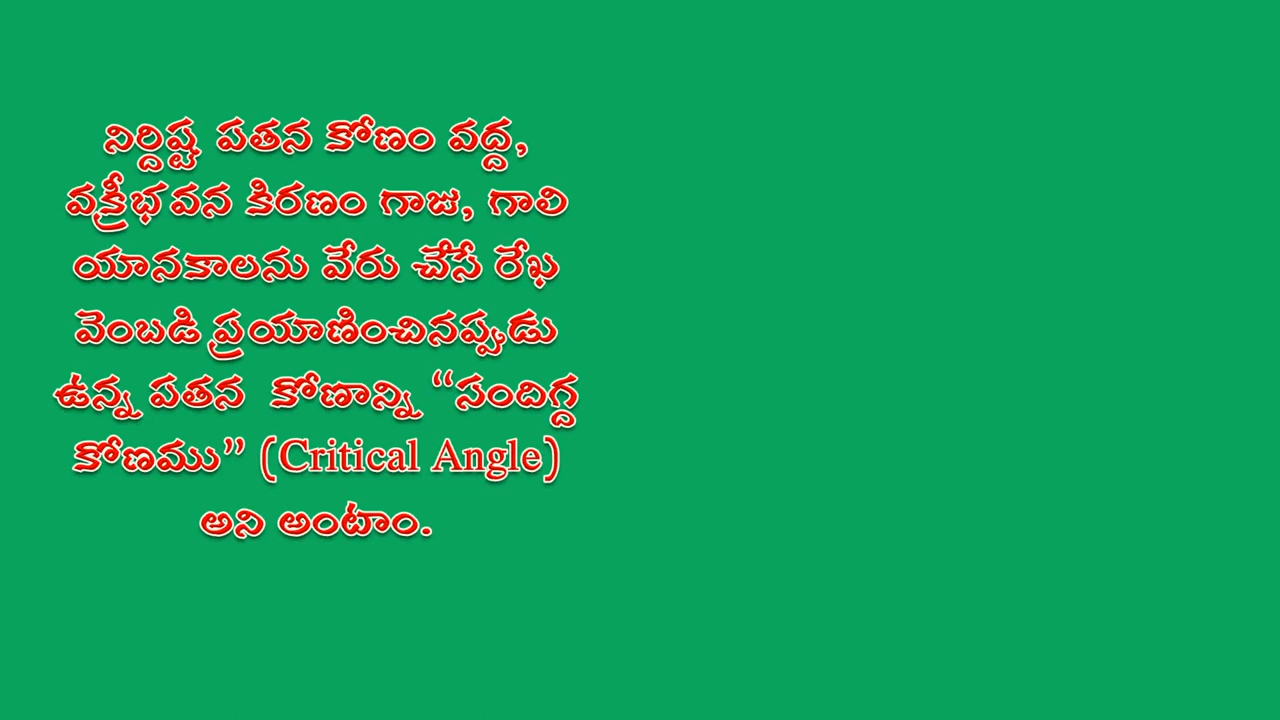 నిర్దిష్ట పతన కోణం వద్ద,
వక్రీభవన కిరణం గాజు, గాలి
యానకాలను వేరు చేసే రేఖ
వెంబడి ప్రయాణించినప్పుడు
ఉన్న పతన  కోణాన్ని “సందిగ్ద
కోణము” (Critical Angle)
అని అంటాం.